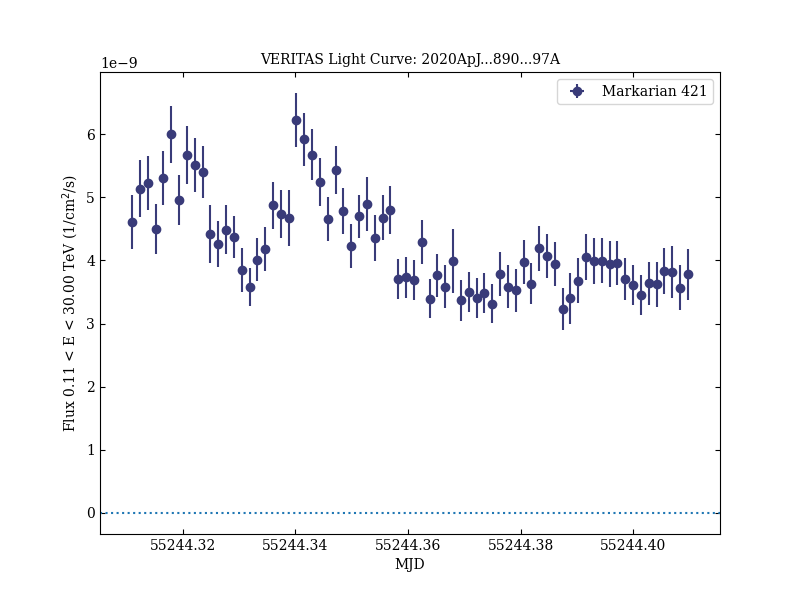 VERITAS Light Curve: 2020ApJ...890...97A
1e−9
Markarian 421
6
5
4
3
2
1
0
Flux 0.11 < E < 30.00 TeV (1/cm²/s)
55244.32 55244.34 55244.36 55244.38 55244.40
MJD